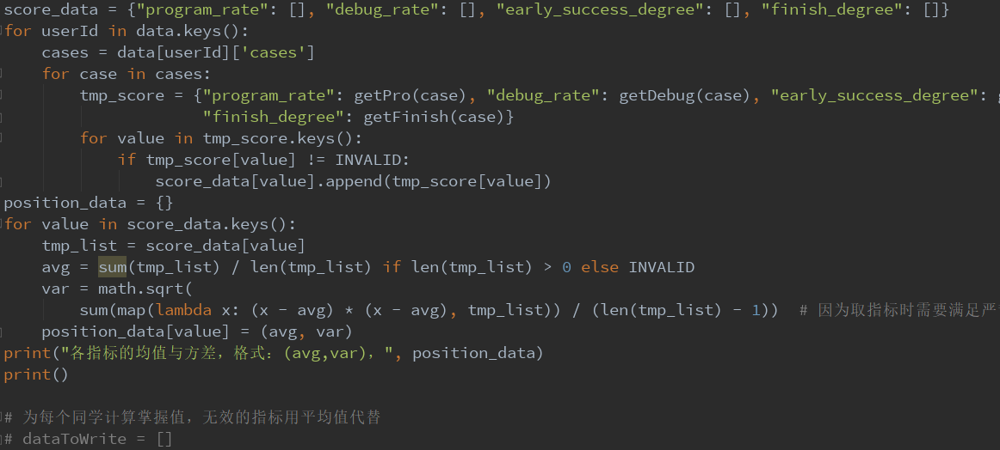 score_data = {"program_rate": [], "debug_rate": [], "early_success_degree": [], "finish_degree": []}
for userId in data.keys():
    cases = data[userId]['cases']
    for case in cases:
        tmp_score = {"program_rate": getPro(case), "debug_rate": getDebug(case), "early_success_degree":
                     "finish_degree": getFinish(case)}
        for value in tmp_score.keys():
            if tmp_score[value] != INVALID:
                score_data[value].append(tmp_score[value])
position_data = {}
for value in score_data.keys():
    tmp_list = score_data[value]
    avg = sum(tmp_list) / len(tmp_list) if len(tmp_list) > 0 else INVALID
    var = math.sqrt(
        sum(map(lambda x: (x - avg) * (x - avg), tmp_list)) / (len(tmp_list) - 1))  # 因为取指标时需要满足严
    position_data[value] = (avg, var)
print("各指标的均值与方差，格式：(avg,var)，", position_data)
print()
# 为每个同学计算掌握值，无效的指标用平均值代替
# dataToWrite = []